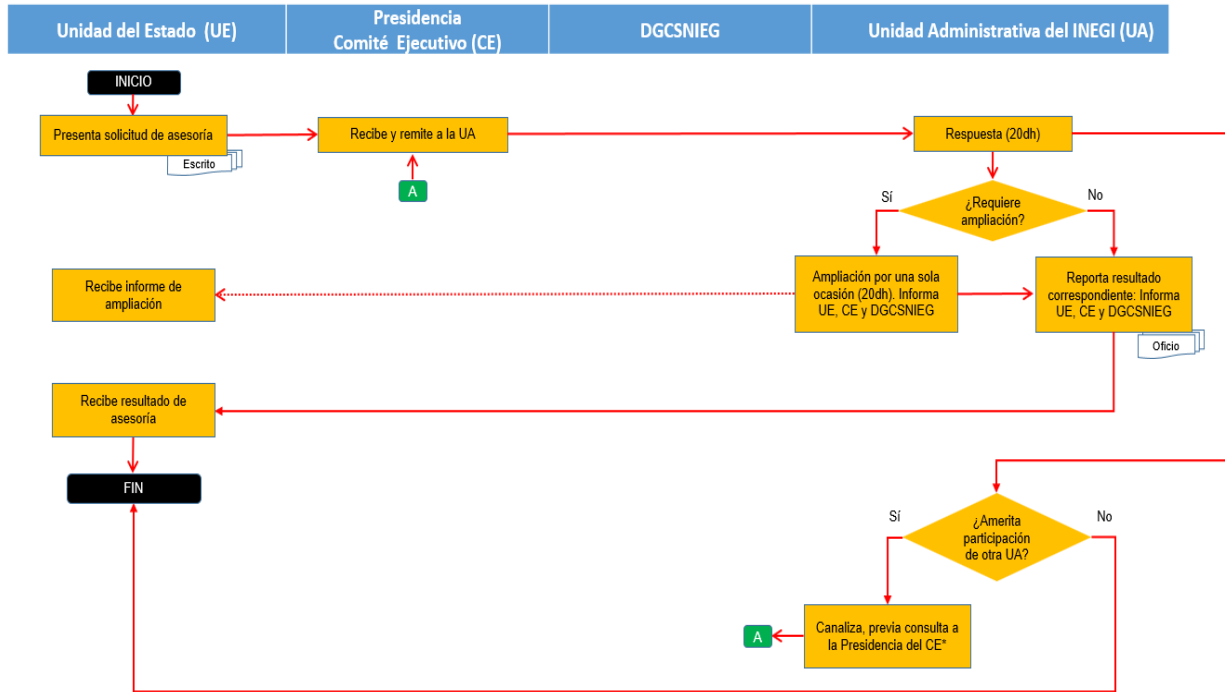 Unidad del Estado (UE)
Presidencia
Comité Ejecutivo (CE)
DGCSNIEG
Unidad Administrativa del INEGI (UA)
INICIO
Presenta solicitud de asesoría
Escrito
Recibe y remite a la UA
A
Respuesta (20dh)
¿Requiere
ampliación?
Sí
No
Recibe informe de
ampliación
Ampliación por una sola
ocasión (20dh). Informa
UE, CE y DGCSNIEG
Reporta resultado
correspondiente: Informa
UE, CE y DGCSNIEG
Oficio
Recibe resultado de
asesoría
FIN
¿Amerita
participación
de otra UA?
Sí
No
Canaliza, previa consulta a
la Presidencia del CE*
A